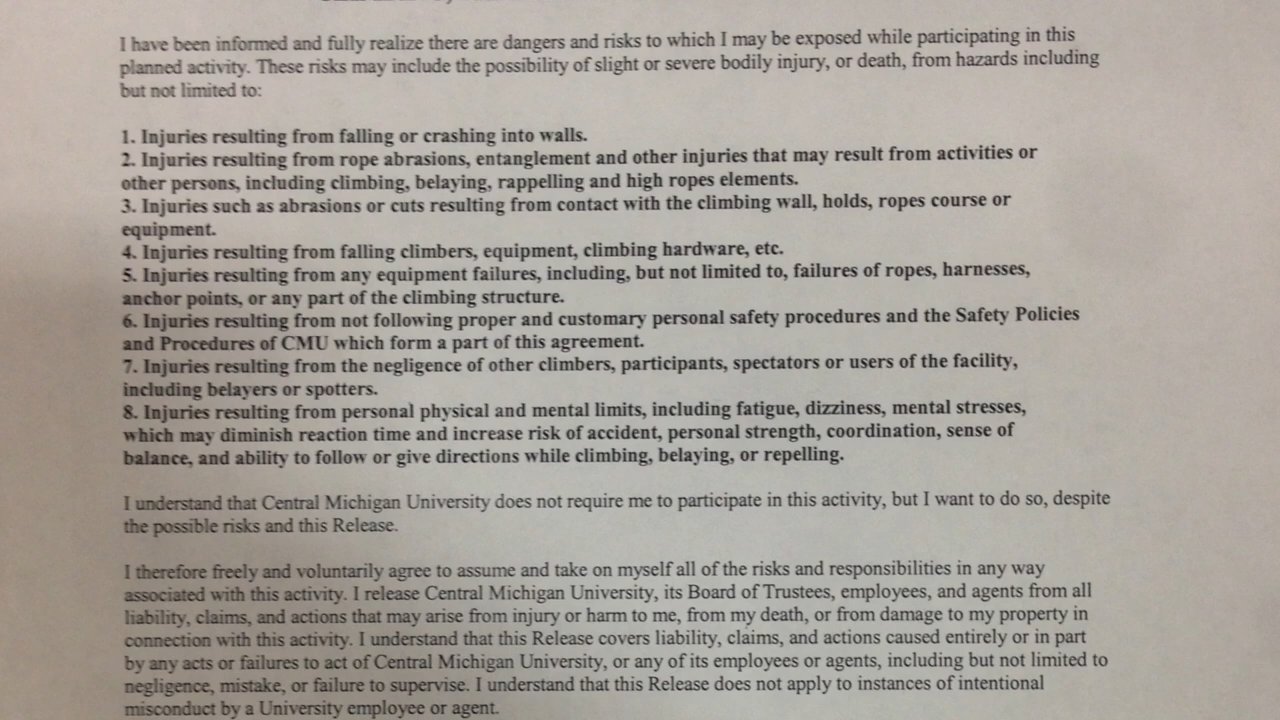 I have been informed and fully realize there are dangers and risks to which I may be exposed while participating in this
planned activity. These risks may include the possibility of slight or severe bodily injury, or death, from hazards including
but not limited to:
1. Injuries resulting from falling or crashing into walls.
2. Injuries resulting from rope abrasions, entanglement and other injuries that may result from activities or
other persons, including climbing, belaying, rappelling and high ropes elements.
3. Injuries such as abrasions or cuts resulting from contact with the climbing wall, holds, ropes course or
equipment.
4. Injuries resulting from falling climbers, equipment, climbing hardware, etc.
5. Injuries resulting from any equipment failures, including, but not limited to, failures of ropes, harnesses,
anchor points, or any part of the climbing structure.
6. Injuries resulting from not following proper and customary personal safety procedures and the Safety Policies
and Procedures of CMU which form a part of this agreement.
7. Injuries resulting from the negligence of other climbers, participants, spectators or users of the facility,
including belayers or spotters.
8. Injuries resulting from personal physical and mental limits, including fatigue, dizziness, mental stresses,
which may diminish reaction time and increase risk of accident, personal strength, coordination, sense of
balance, and ability to follow or give directions while climbing, belaying, or repelling.
I understand that Central Michigan University does not require me to participate in this activity, but I want to do so, despite
the possible risks and this Release.
I therefore freely and voluntarily agree to assume and take on myself all of the risks and responsibilities in any way
associated with this activity. I release Central Michigan University, its Board of Trustees, employees, and agents from all
liability, claims, and actions that may arise from injury or harm to me, from my death, or from damage to my property in
connection with this activity. I understand that this Release covers liability, claims, and actions caused entirely or in part
by any acts or failures to act of Central Michigan University, or any of its employees or agents, including but not limited to
negligence, mistake, or failure to supervise. I understand that this Release does not apply to instances of intentional
misconduct by a University employee or agent.